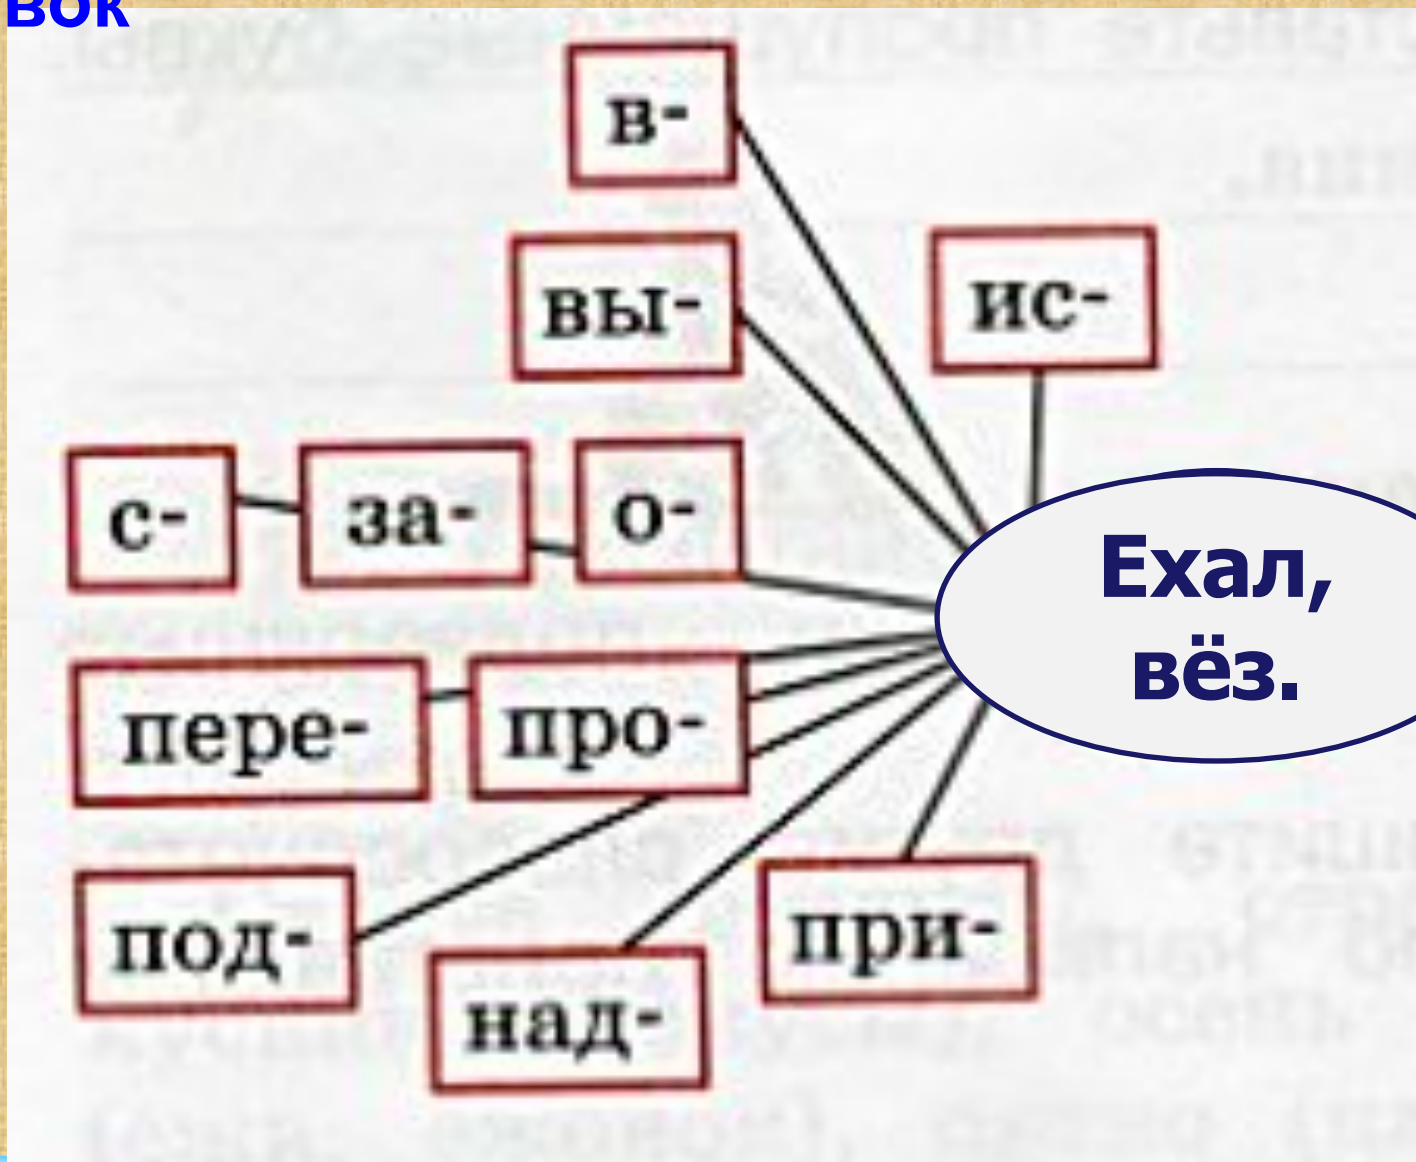 вок
в-
вы-
ис-
с-
за-
о-
Ехал,
вёз.
пере-
про-
под-
над-
при-